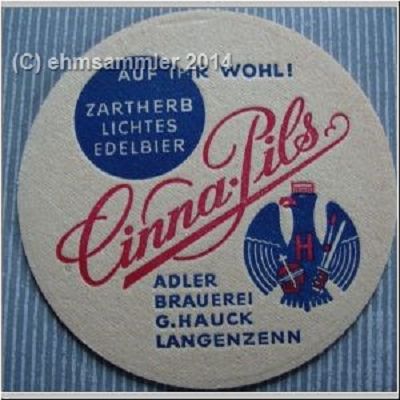 (C) ehmsammler 2014
AUF IHR WOHL!
ZARTHERB
LICHTES
EDELBIER
Cinna-Pils
H
ADLER
BRAUEREI
G.HAUCK
LANGENZENN